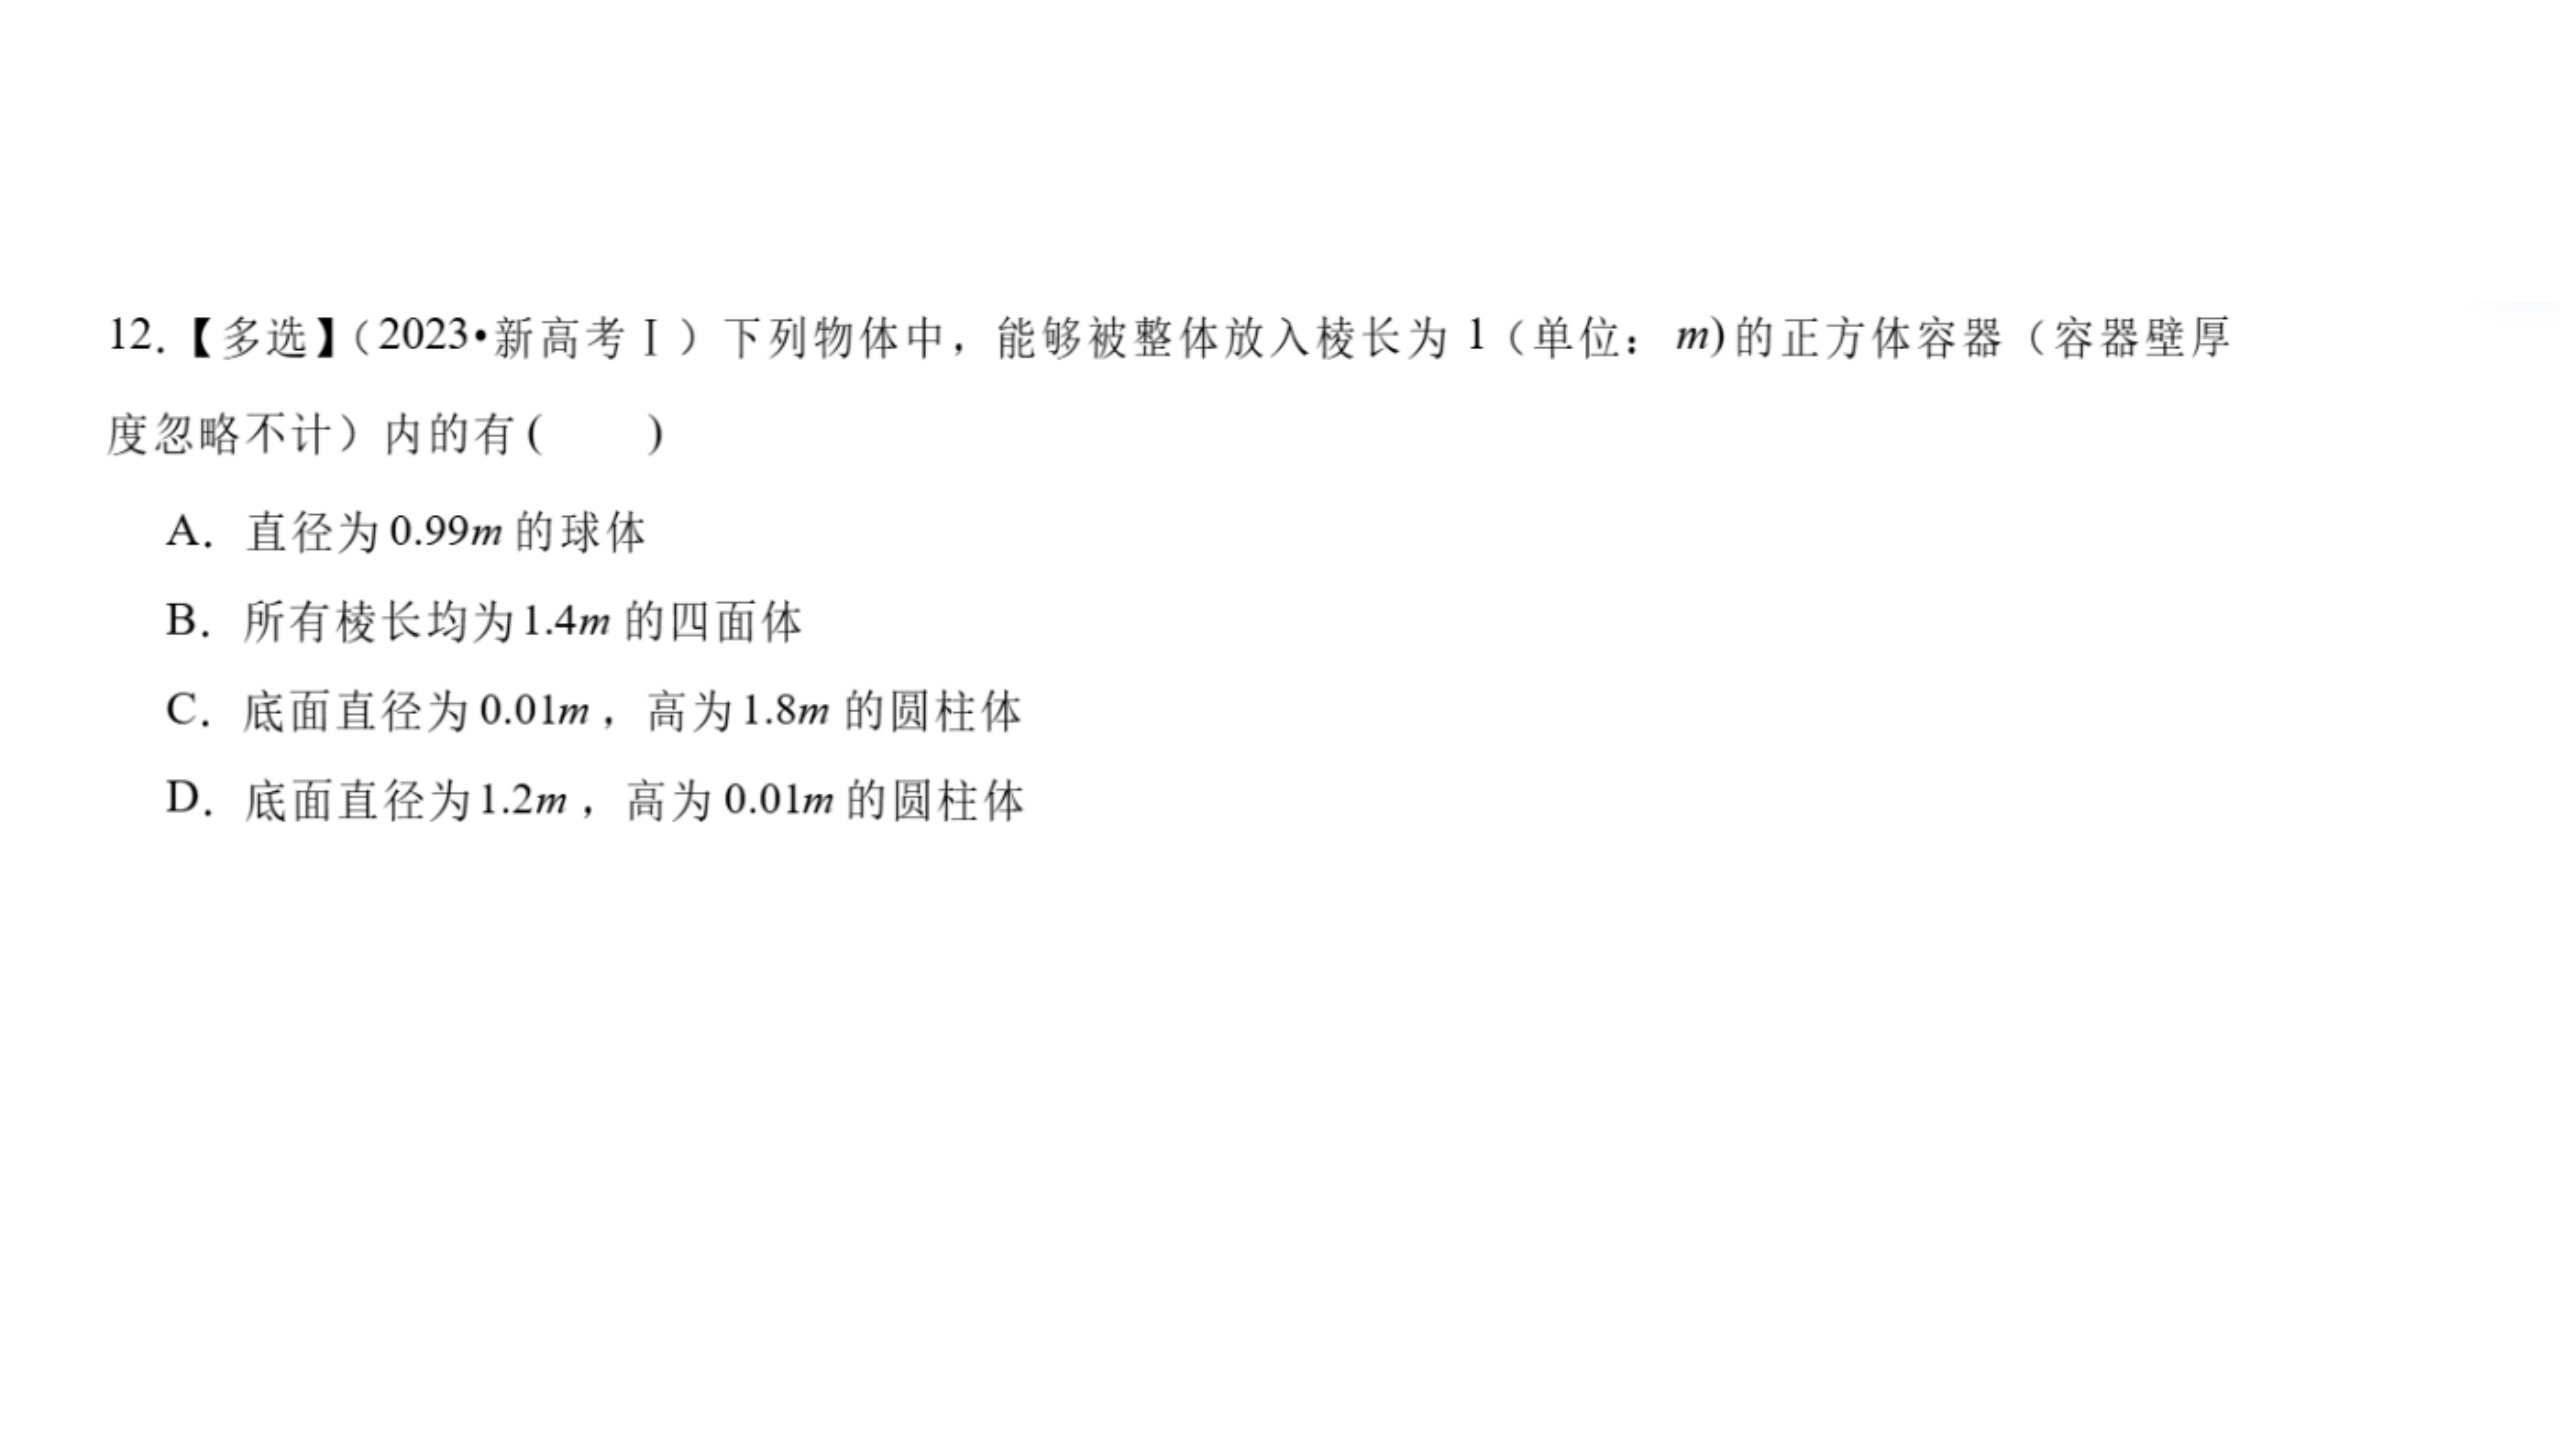 12.【多选】（2023•新高考Ⅰ）下列物体中，能够被整体放入棱长为 1（单位：m)的正方体容器（容器壁厚
度忽略不计）内的有(　　)
A．直径为 0.99m 的球体
B．所有棱长均为1.4m 的四面体
C．底面直径为 0.01m，高为1.8m 的圆柱体
D．底面直径为1.2m，高为 0.01m 的圆柱体